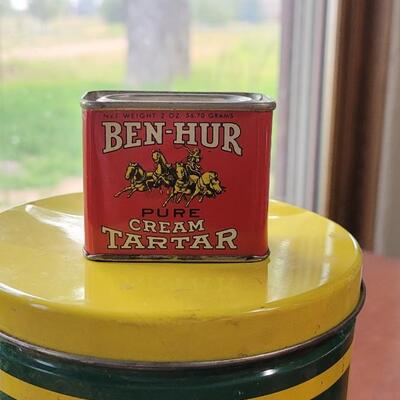 NET WEIGHT 2 OZ. 56.70 GRAMS
BEN-HUR
PURE
CREAM
TARTAR